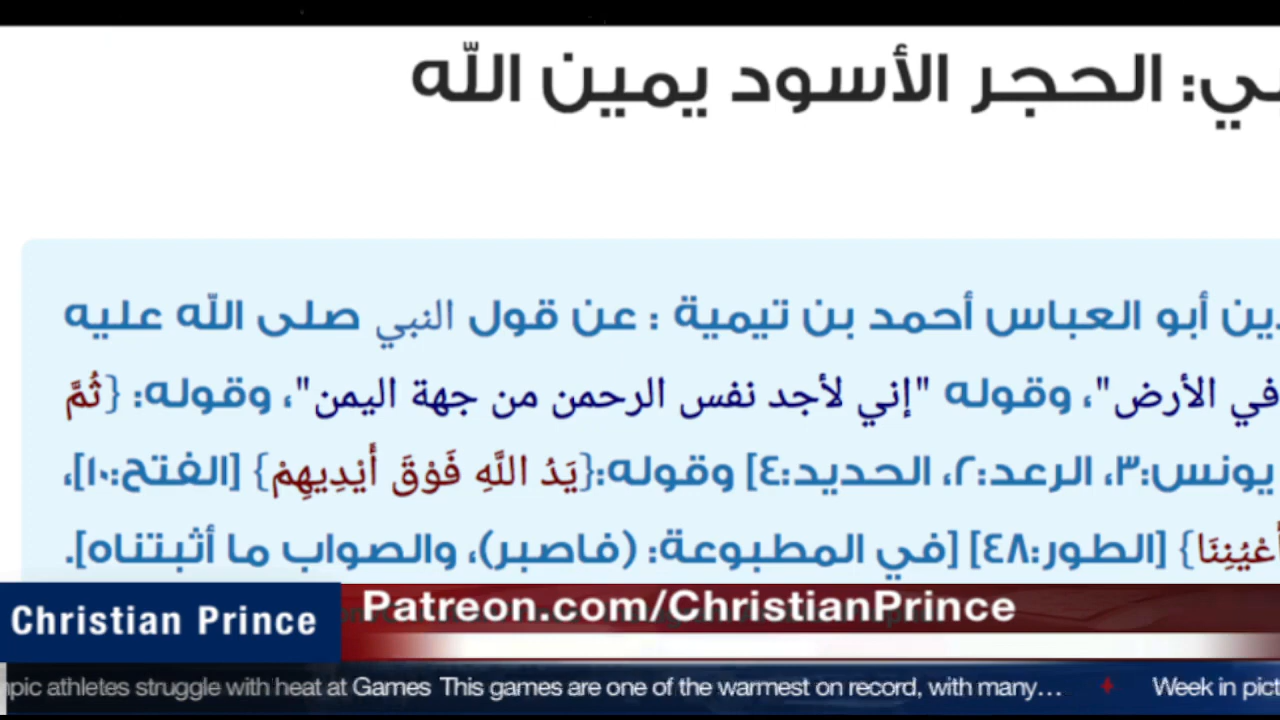 ـي: الحجر الأسود يمين الله
ـين أبو العباس أحمد بن تيمية : عن قول النبي صلى الله عليه
في الأرض"، وقوله "إني لأجد نفس الرحمن من جهة اليمن"، وقوله: {ثُمَّ
يونس:٣، الرعد:٢، الحديد:٤] وقوله:{يَدُ اللَّهِ فَوْقَ أَيْدِيهِمْ} [الفتح:١٠]،
أَعْيُنِنَا} [الطور:٤٨] [في المطبوعة: (فاصبر)، والصواب ما أثبتناه].
Christian Prince
Patreon.com/ChristianPrince
mpic athletes struggle with heat at Games This games are one of the warmest on record, with many… Week in pict